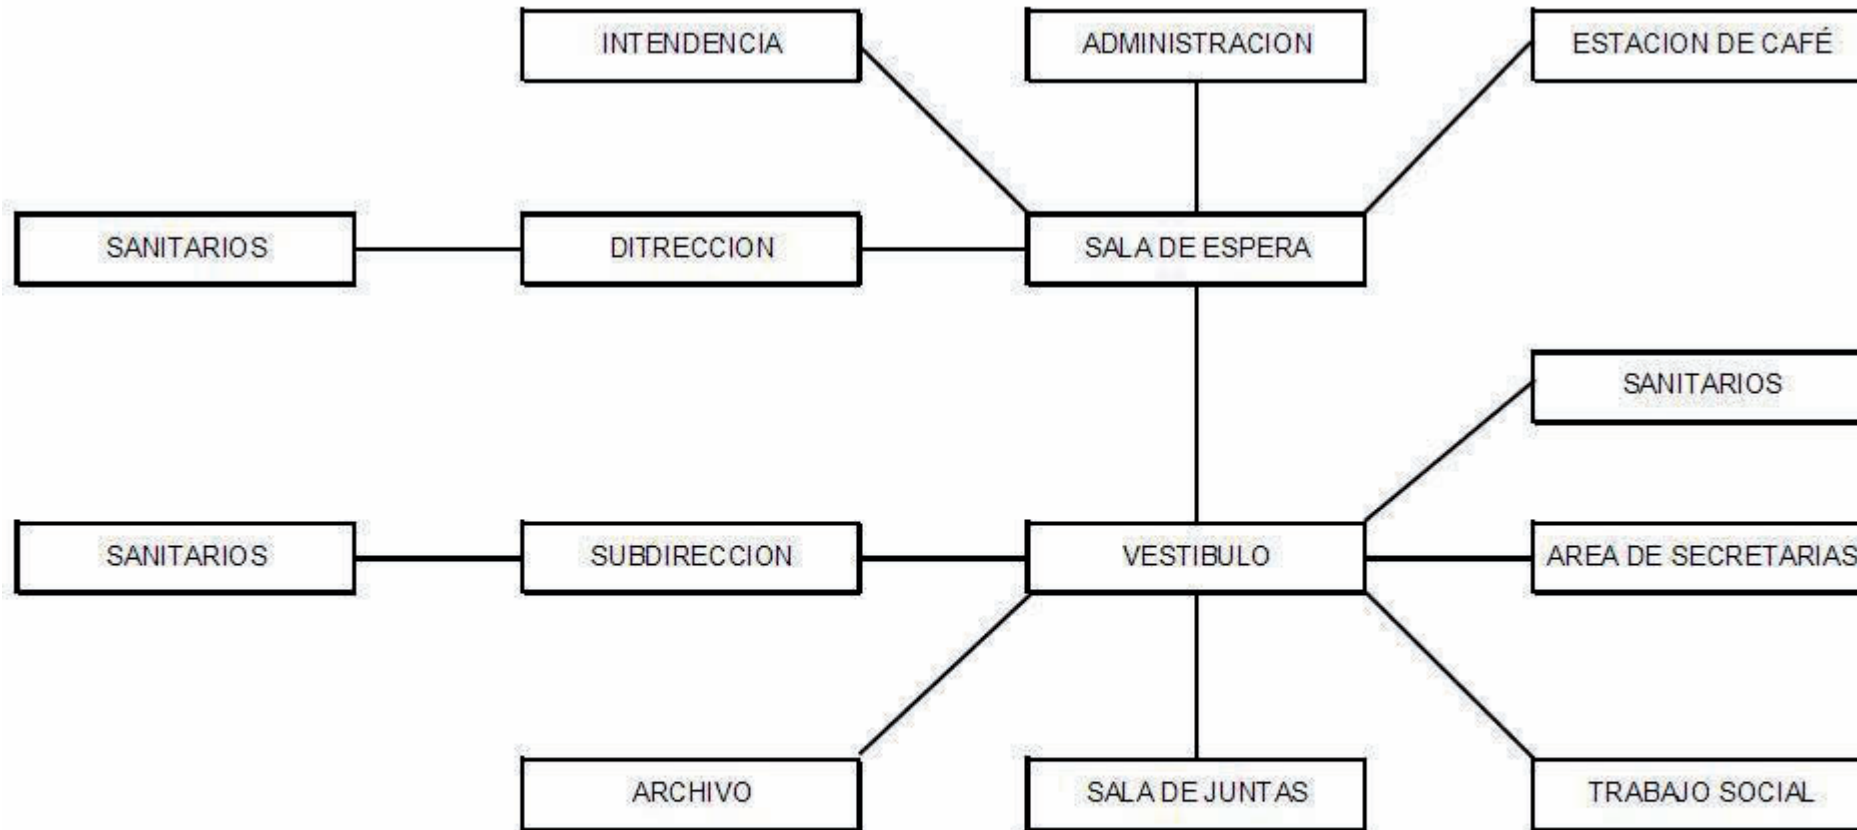 INTENDENCIA
ADMINISTRACION
ESTACION DE CAFÉ
SANITARIOS
DITRECCION
SALA DE ESPERA
SANITARIOS
SANITARIOS
SUBDIRECCION
VESTIBULO
AREA DE SECRETARIAS
ARCHIVO
SALA DE JUNTAS
TRABAJO SOCIAL